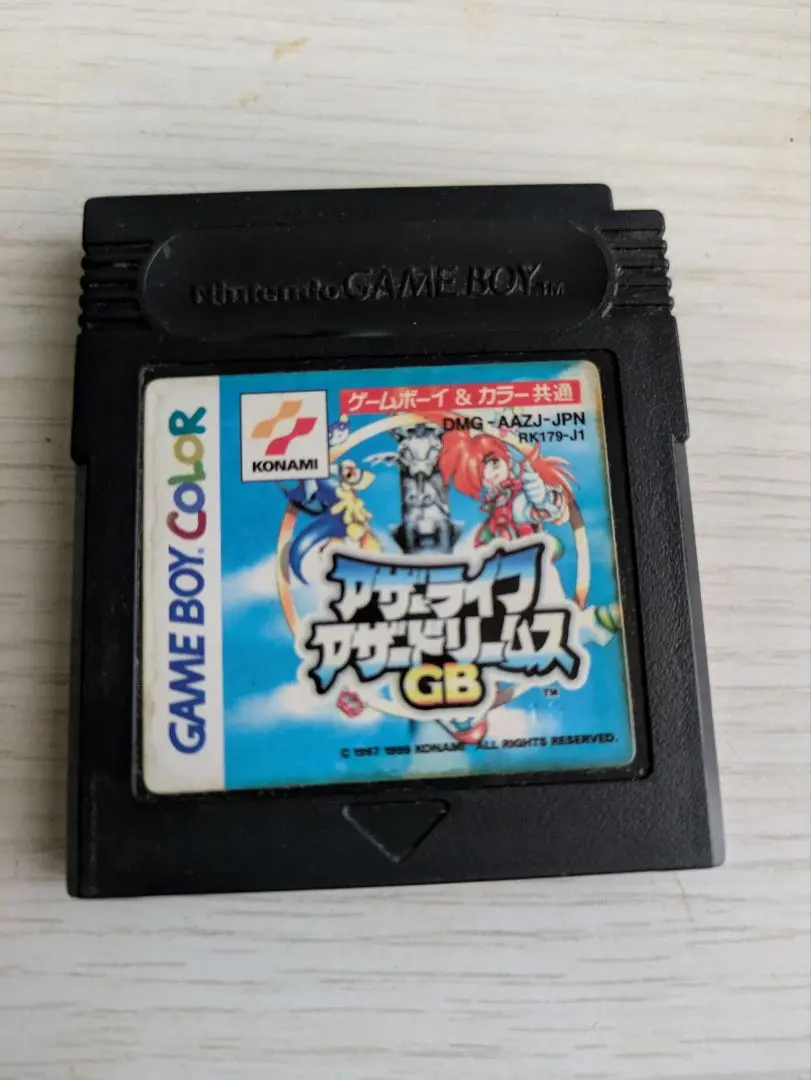 Nintendo GAME BOY TM
GAME BOY COLOR
KONAMI
ゲームボーイ & カラー共通
DMG-AAZJ-JPN
RK179-J1
アザーライフ
アザードリームス
GB
TM
© 1997 1999 KONAMI ALL RIGHTS RESERVED.